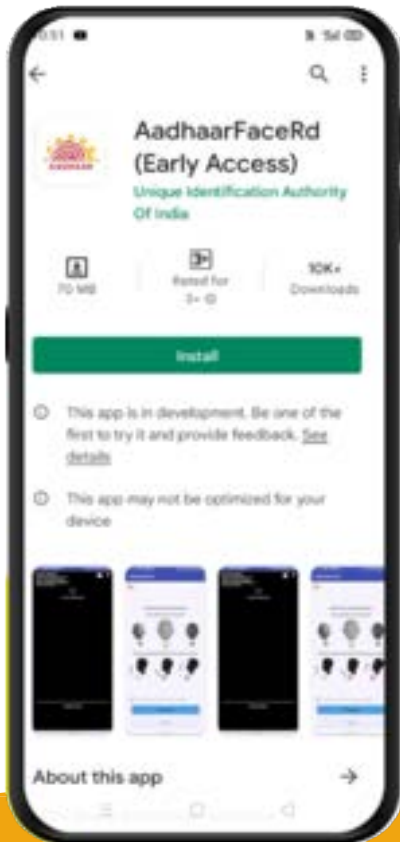 AadhaarFaceRd
(Early Access)
Unique Identification Authority
Of India
AADHAAR
3+
10K+
70 MB
Rated for
Downloads
3+
Install
This app is in development. Be one of the
first to try it and provide feedback. See
details
This app may not be optimized for your
device
About this app